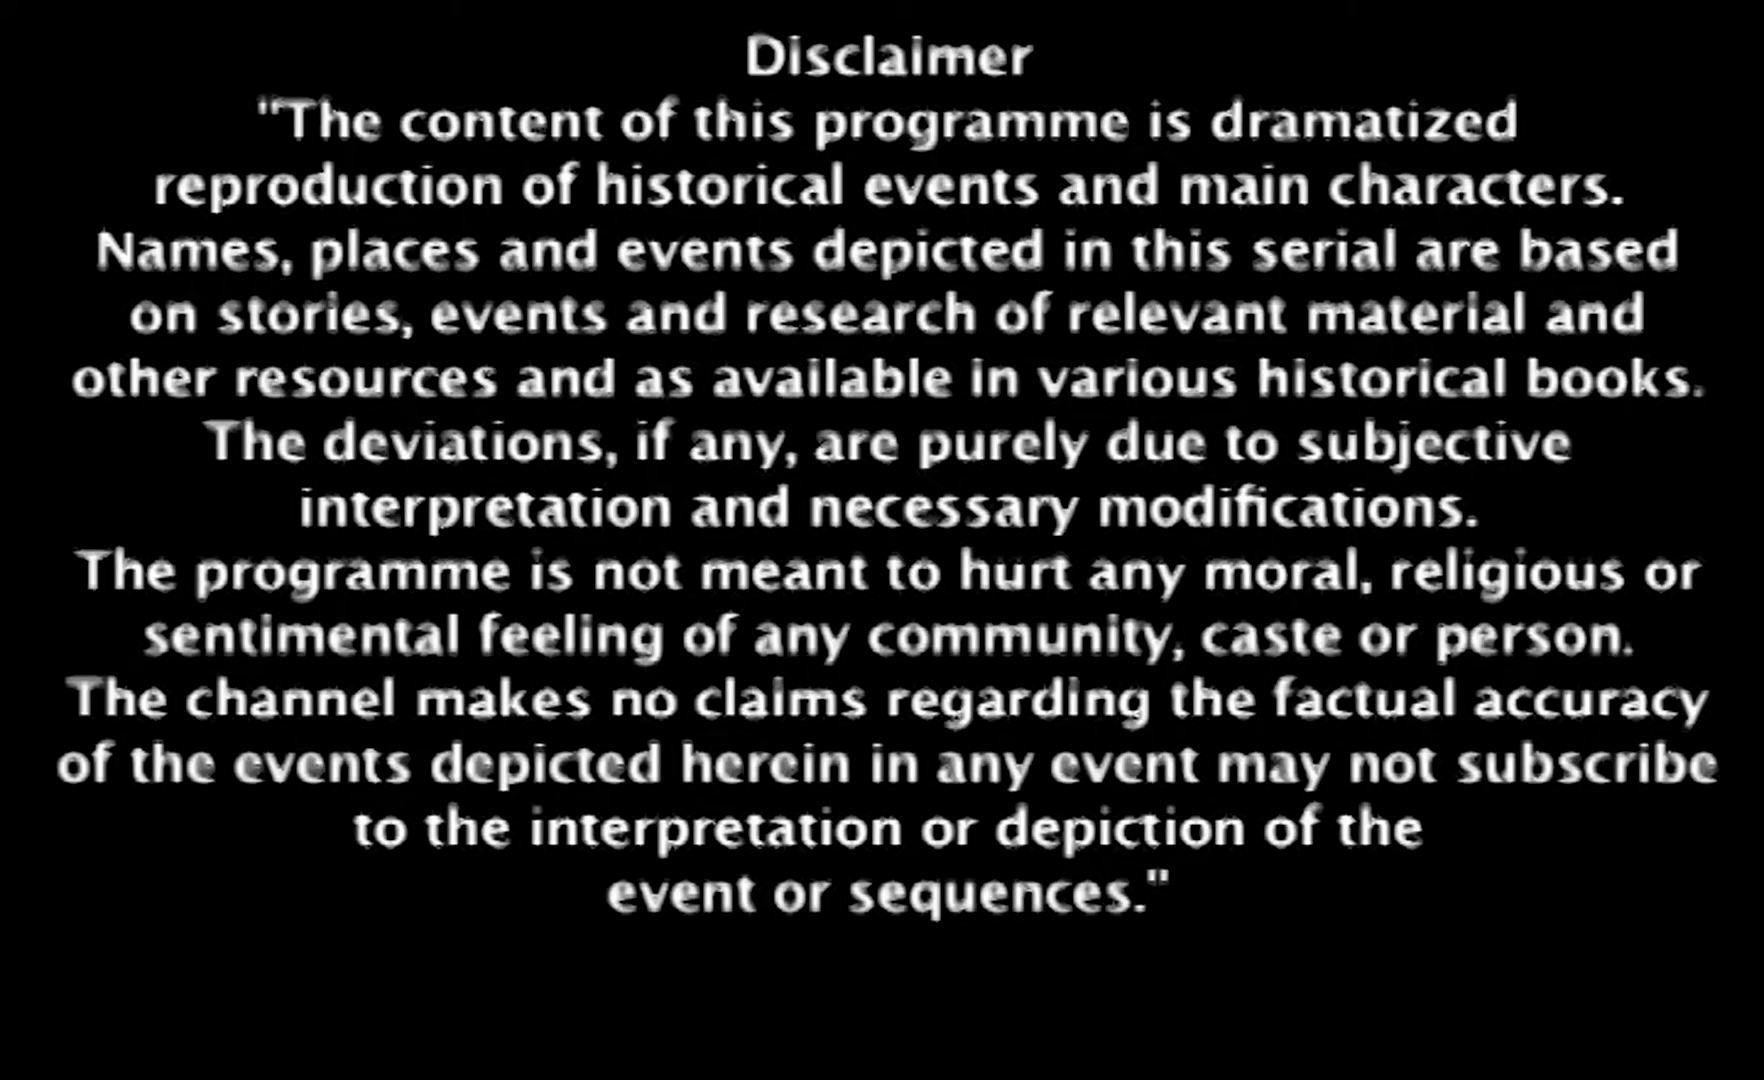 Disclaimer
"The content of this programme is dramatized
reproduction of historical events and main characters.
Names, places and events depicted in this serial are based
on stories, events and research of relevant material and
other resources and as available in various historical books.
The deviations, if any, are purely due to subjective
interpretation and necessary modifications.
The programme is not meant to hurt any moral, religious or
sentimental feeling of any community, caste or person.
The channel makes no claims regarding the factual accuracy
of the events depicted herein in any event may not subscribe
to the interpretation or depiction of the
event or sequences."